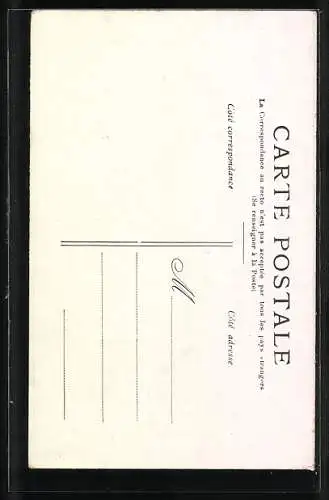 CARTE POSTALE
La Correspondance au recto n'est pas acceptée par tous les pays étrangers
(Se renseigner à la Poste)
Côté correspondance
Côté adresse
M